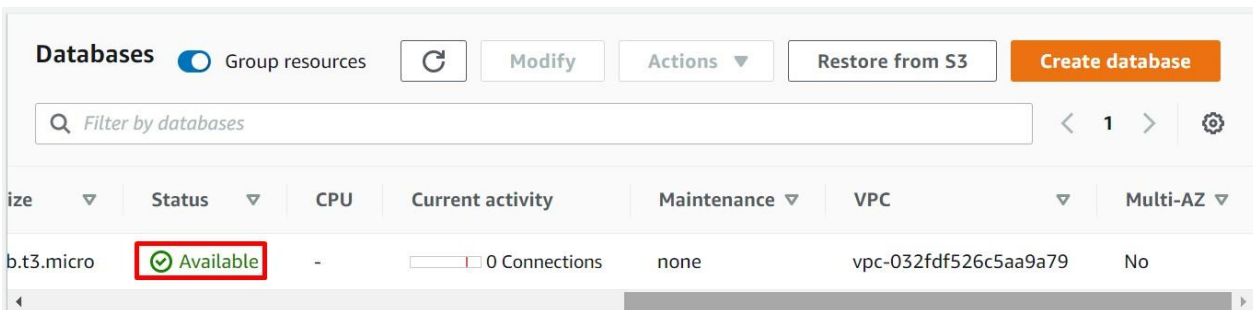 Databases Group resources Modify Actions Restore from S3 Create database
Filter by databases 1
ize Status CPU Current activity Maintenance VPC Multi-AZ
b.t3.micro Available - 0 Connections none vpc-032fdf526c5aa9a79 No